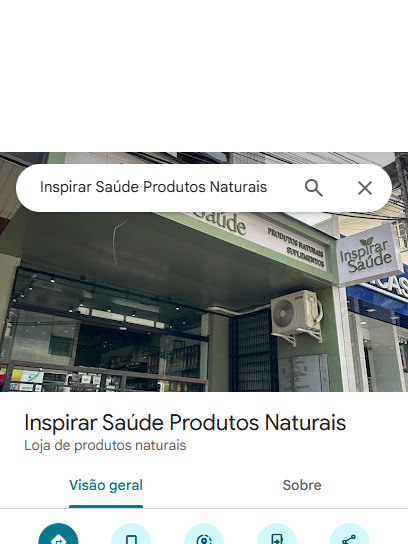 Inspirar Saúde Produtos Naturais
Saúde
PRODUTOS NATURAIS
SUPLEMENTOS
Inspirar
Saúde
CAS
Inspirar Saúde Produtos Naturais
Loja de produtos naturais
Visão geral
Sobre